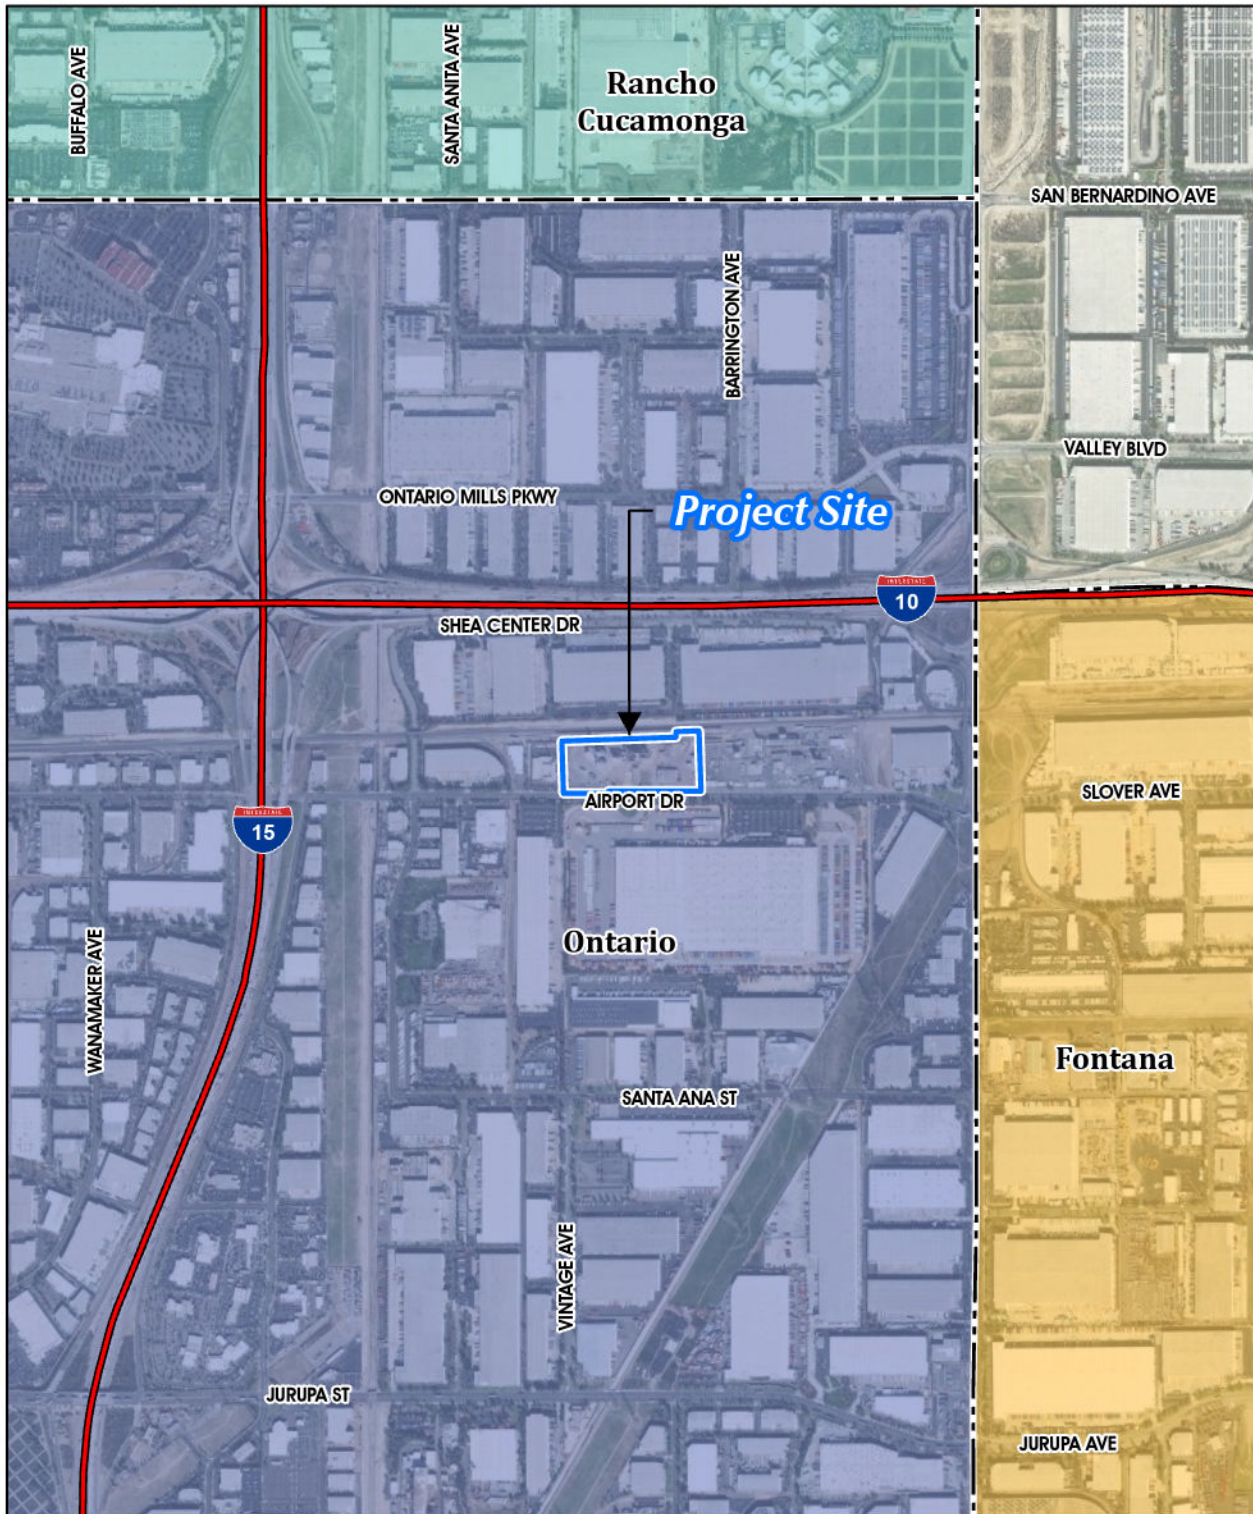 BUFFALO AVE
SANTA ANITA AVE
Rancho
Cucamonga
SAN BERNARDINO AVE
BARRINGTON AVE
VALLEY BLVD
ONTARIO MILLS PKWY
Project Site
INTERSTATE
10
SHEA CENTER DR
SLOVER AVE
AIRPORT DR
INTERSTATE
15
WANAMAKER AVE
Ontario
Fontana
SANTA ANA ST
VINTAGE AVE
JURUPA ST
JURUPA AVE